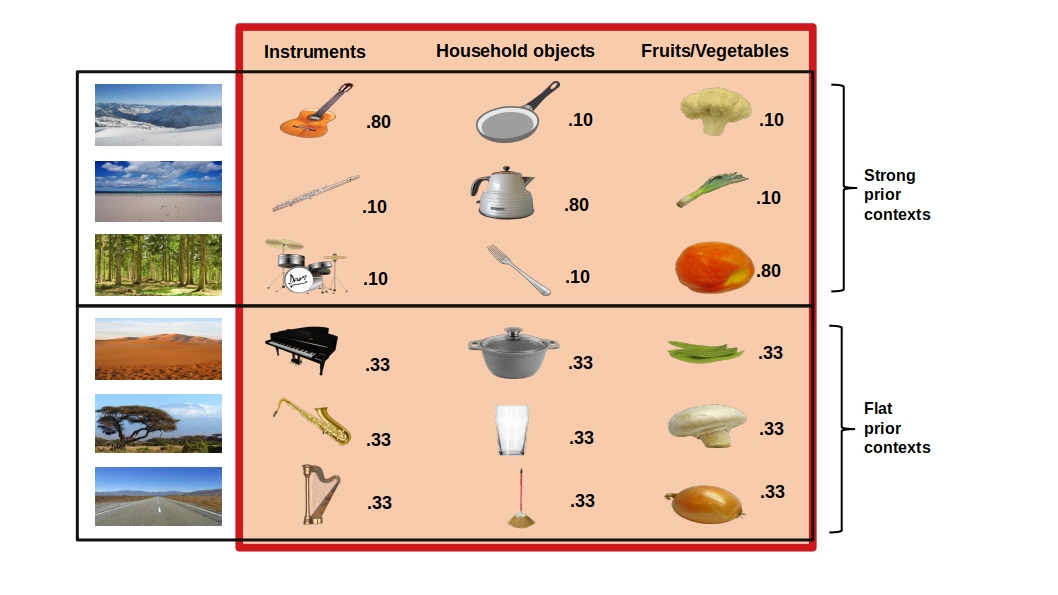 Instruments Household objects Fruits/Vegetables
.80 .10 .10
.10 .80 .10
Drums
.10 .10 .80
Strong
prior
contexts
.33 .33 .33
.33 .33 .33
.33 .33 .33
Flat
prior
contexts